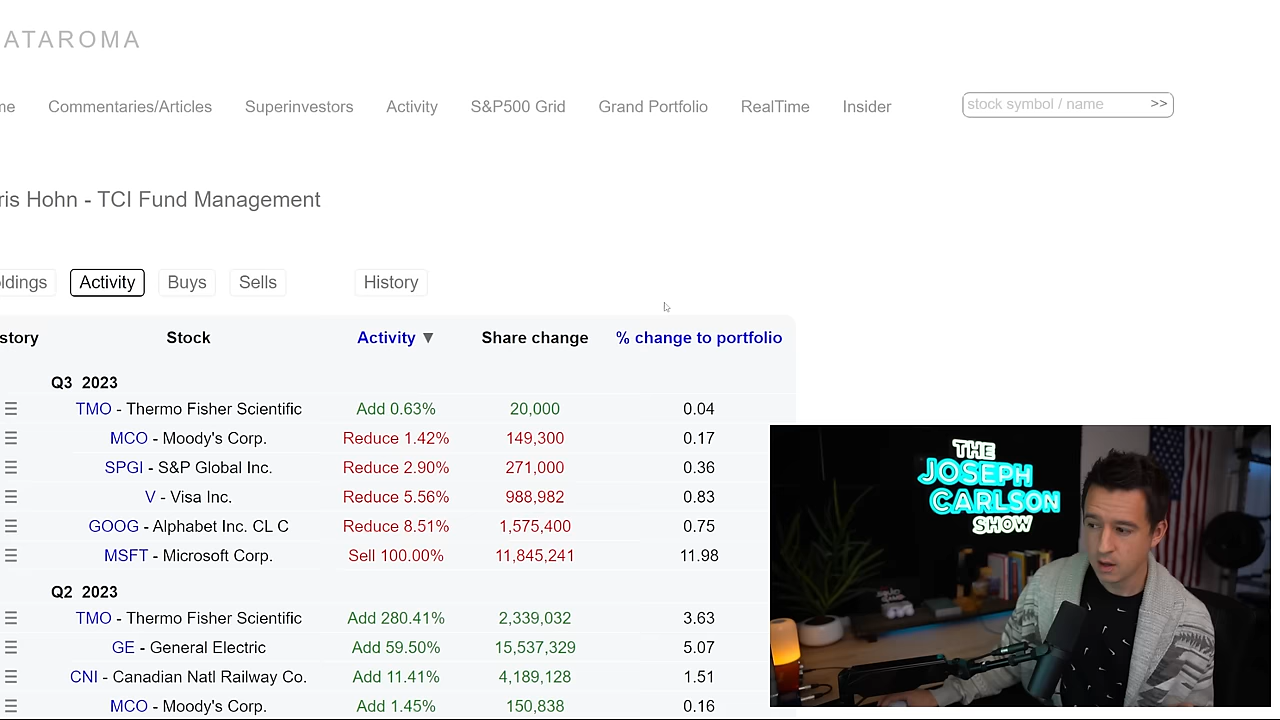 ATAROMA
me Commentaries/Articles Superinvestors Activity S&P500 Grid Grand Portfolio RealTime Insider stock symbol / name >>
ris Hohn - TCI Fund Management
oldings Activity Buys Sells History
story Stock Activity ▼ Share change % change to portfolio
Q3 2023
☰ TMO - Thermo Fisher Scientific Add 0.63% 20,000 0.04
☰ MCO - Moody's Corp. Reduce 1.42% 149,300 0.17
☰ SPGI - S&P Global Inc. Reduce 2.90% 271,000 0.36
☰ V - Visa Inc. Reduce 5.56% 988,982 0.83
☰ GOOG - Alphabet Inc. CL C Reduce 8.51% 1,575,400 0.75
☰ MSFT - Microsoft Corp. Sell 100.00% 11,845,241 11.98
Q2 2023
☰ TMO - Thermo Fisher Scientific Add 280.41% 2,339,032 3.63
☰ GE - General Electric Add 59.50% 15,537,329 5.07
☰ CNI - Canadian Natl Railway Co. Add 11.41% 4,189,128 1.51
☰ MCO - Moody's Corp. Add 1.45% 150,838 0.16
THE
JOSEPH
CARLSON
SHOW